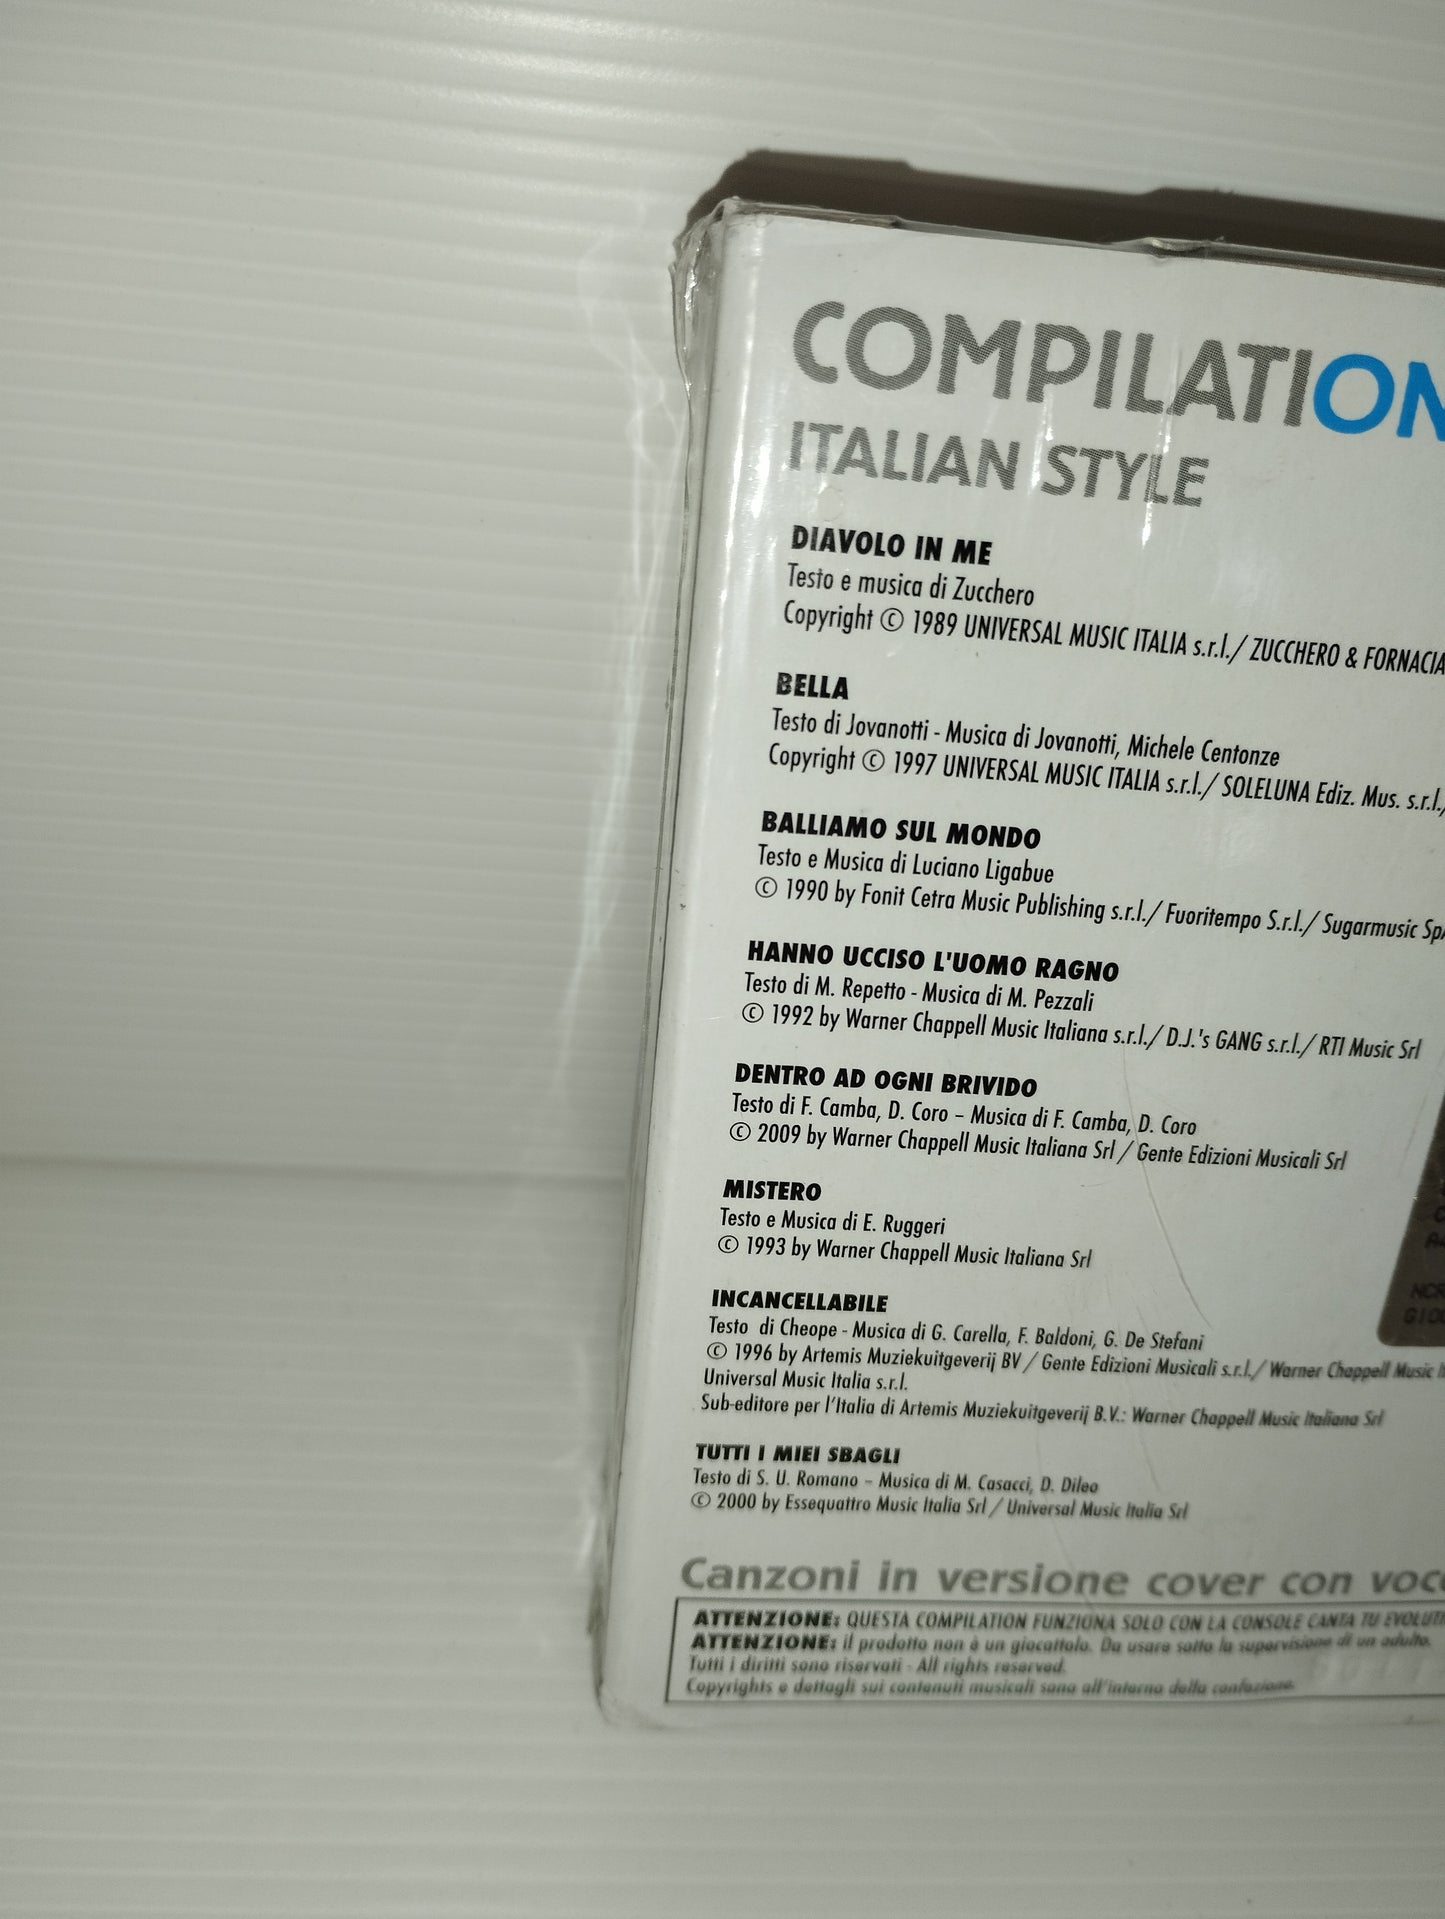 COMPILATION
ITALIAN STYLE
DIAVOLO IN ME
Testo e musica di Zucchero
Copyright © 1989 UNIVERSAL MUSIC ITALIA s.r.l./ ZUCCHERO & FORNACIA
BELLA
Testo di Jovanotti - Musica di Jovanotti, Michele Centonze
Copyright © 1997 UNIVERSAL MUSIC ITALIA s.r.l./ SOLELUNA Ediz. Mus. s.r.l./
BALLIAMO SUL MONDO
Testo e Musica di Luciano Ligabue
© 1990 by Fonit Cetra Music Publishing s.r.l./ Fuoritempo S.r.l./ Sugarmusic SpA
HANNO UCCISO L'UOMO RAGNO
Testo di M. Repetto - Musica di M. Pezzali
© 1992 by Warner Chappell Music Italiana s.r.l./ D.J.'s GANG s.r.l./ RTI Music Srl
DENTRO AD OGNI BRIVIDO
Testo di F. Camba, D. Coro – Musica di F. Camba, D. Coro
© 2009 by Warner Chappell Music Italiana Srl / Gente Edizioni Musicali Srl
MISTERO
Testo e Musica di E. Ruggeri
© 1993 by Warner Chappell Music Italiana Srl
INCANCELLABILE
Testo di Cheope - Musica di G. Carella, F. Baldoni, G. De Stefani
© 1996 by Artemis Muziekuitgeverij BV / Gente Edizioni Musicali s.r.l./ Warner Chappell Music
Universal Music Italia s.r.l.
Sub-editore per l'Italia di Artemis Muziekuitgeverij B.V.: Warner Chappell Music Italiana Srl
TUTTI I MIEI SBAGLI
Testo di S. U. Romano – Musica di M. Casacci, D. Dileo
© 2000 by Essequattro Music Italia Srl / Universal Music Italia Srl
Canzoni in versione cover con voce
ATTENZIONE: QUESTA COMPILATION FUNZIONA SOLO CON LA CONSOLE CANTA TU EVOLUTI
ATTENZIONE: il prodotto non è un giocattolo. Da usare sotto la supervisione di un adulto.
Tutti i diritti sono riservati - All rights reserved.
Copyrights e dettagli sui contenuti musicali sono all'interno della confezione.